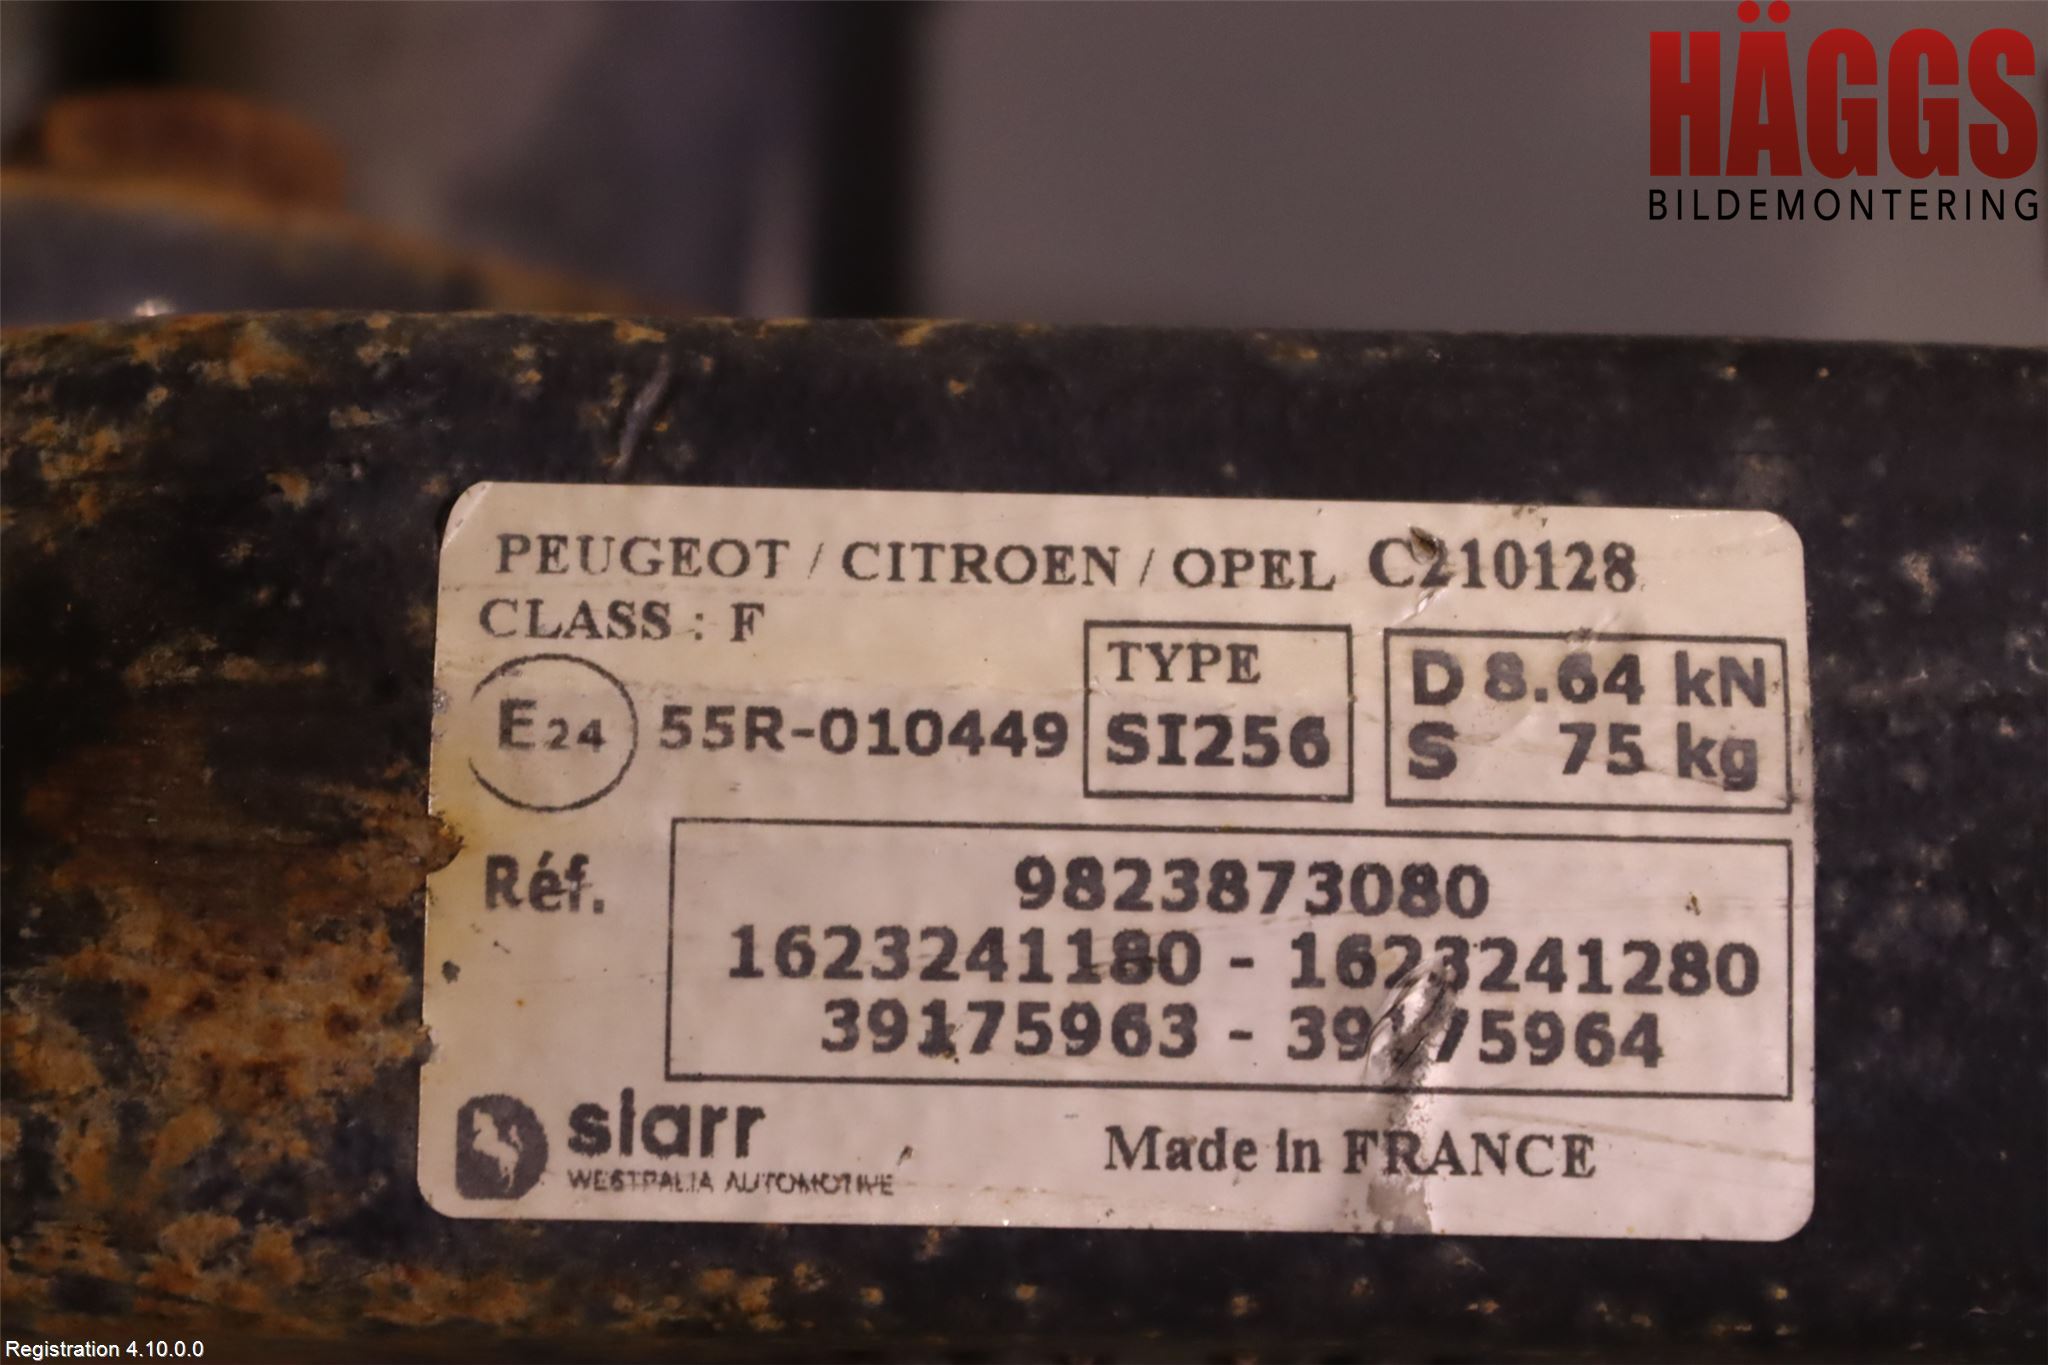 HÄGGS
BILDEMONTERING
PEUGEOT / CITROEN / OPEL C210128
CLASS : F
E24 55R-010449
TYPE
SI256
D 8.64 kN
S 75 kg
Réf.
9823873080
1623241180 - 1623241280
39175963 - 39175964
siarr
WESTFALIA AUTOMOTIVE
Made in FRANCE
Registration 4.10.0.0